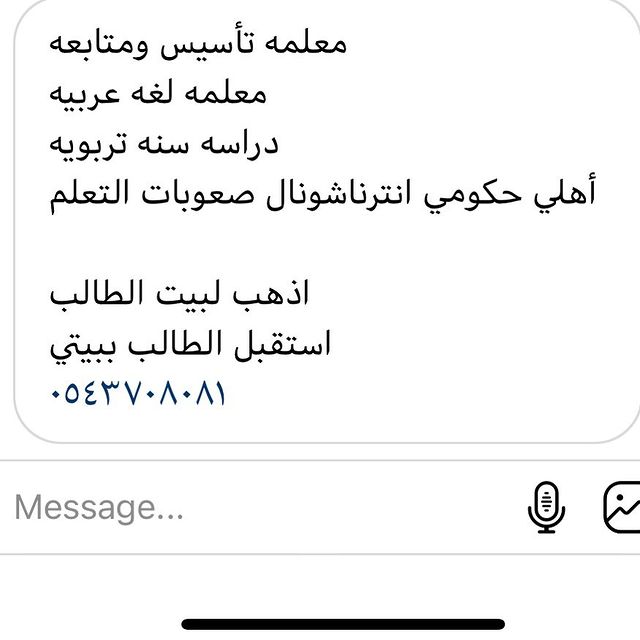 معلمه تأسيس ومتابعه
معلمه لغه عربيه
دراسه سنه تربويه
أهلي حكومي انترناشونال صعوبات التعلم
اذهب لبيت الطالب
استقبل الطالب ببيتي
٠٥٤٣٧٠٨٠٨١
Message...